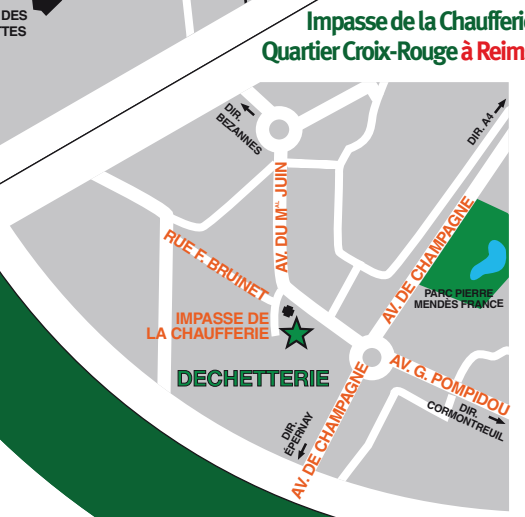 DES
TTES
Impasse de la Chaufferie
Quartier Croix-Rouge à Reim
DIR.
BEZANNES
DIR. A4
AV. DU Mᵃˡ JUIN
RUE F. BRUINET
AV. DE CHAMPAGNE
PARC PIERRE
MENDÈS FRANCE
IMPASSE DE
LA CHAUFFERIE
DECHETTERIE
AV. G. POMPIDOU
DIR.
CORMONTREUIL
DIR.
ÉPERNAY
AV. DE CHAMPAGNE